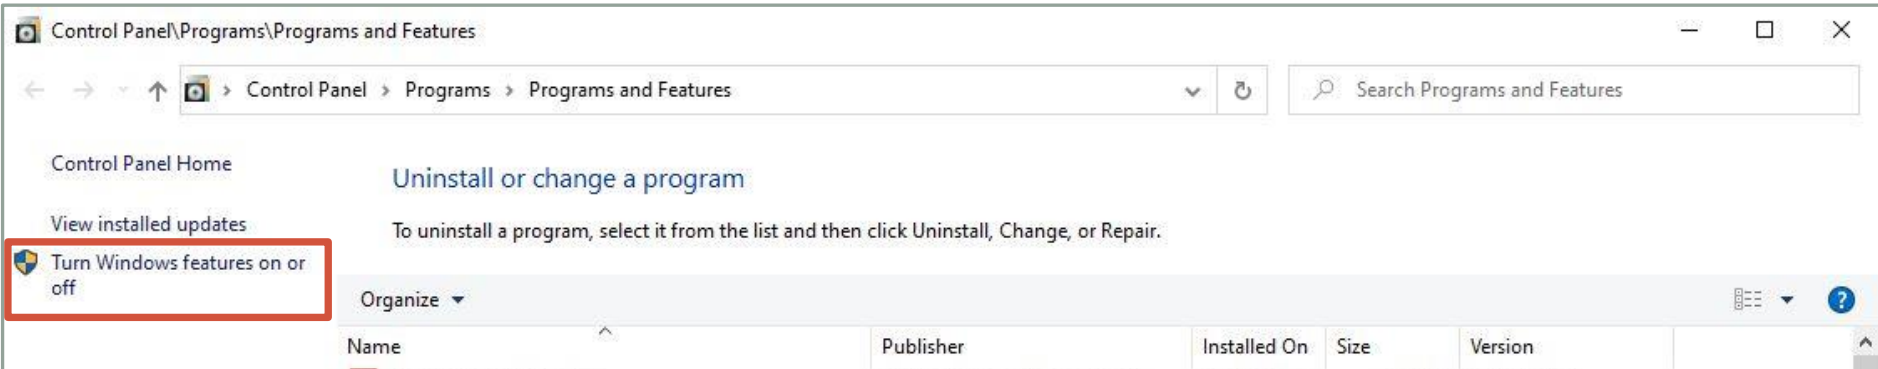 Control Panel\Programs\Programs and Features
Control Panel > Programs > Programs and Features
Search Programs and Features
Control Panel Home
View installed updates
Turn Windows features on or
off
Uninstall or change a program
To uninstall a program, select it from the list and then click Uninstall, Change, or Repair.
Organize
?
Name Publisher Installed On Size Version